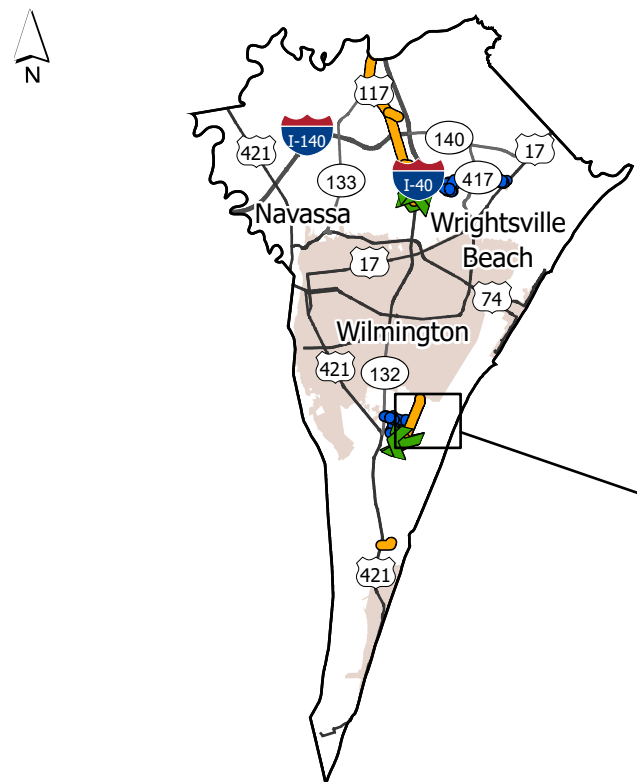 N
117
421
I-140
140
17
133
I-40
417
Navassa
Wrightsville
Beach
17
74
Wilmington
421
132
421